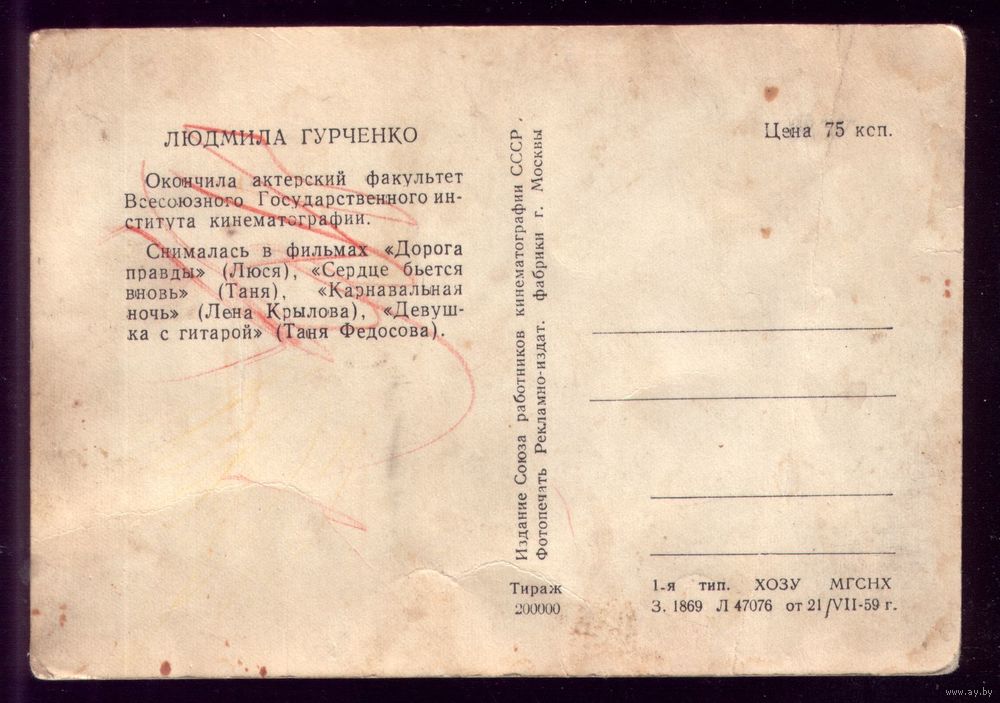 ЛЮДМИЛА ГУРЧЕНКО
Окончила актерский факультет
Всесоюзного Государственного ин-
ститута кинематографии.
Снималась в фильмах «Дорога
правды» (Люся), «Сердце бьется
вновь» (Таня), «Карнавальная
ночь» (Лена Крылова), «Девуш-
ка с гитарой» (Таня Федосова).
Издание Союза работников кинематографии СССР.
Фотопечать Рекламно-издат. фабрики г. Москвы
Тираж
200000
Цена 75 коп.
1-я тип. ХОЗУ МГСНХ
З. 1869 Л 47076 от 21/VII-59 г.
www.ay.by